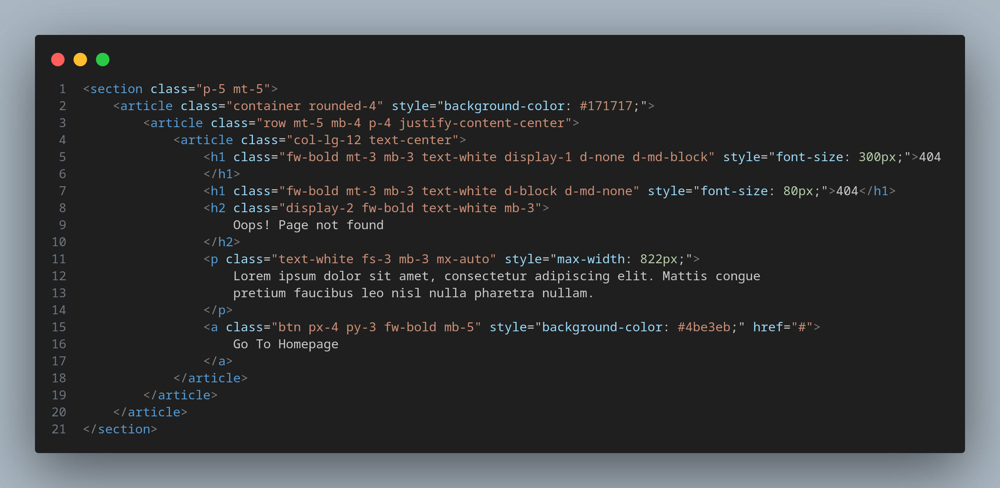 1 <section class="p-5 mt-5">
2     <article class="container rounded-4" style="background-color: #171717;">
3         <article class="row mt-5 mb-4 p-4 justify-content-center">
4             <article class="col-lg-12 text-center">
5                 <h1 class="fw-bold mt-3 mb-3 text-white display-1 d-none d-md-block" style="font-size: 300px;">404
6                 </h1>
7                 <h1 class="fw-bold mt-3 mb-3 text-white d-block d-md-none" style="font-size: 80px;">404</h1>
8                 <h2 class="display-2 fw-bold text-white mb-3">
9                     Oops! Page not found
10                 </h2>
11                 <p class="text-white fs-3 mb-3 mx-auto" style="max-width: 822px;">
12                     Lorem ipsum dolor sit amet, consectetur adipiscing elit. Mattis congue
13                     pretium faucibus leo nisl nulla pharetra nullam.
14                 </p>
15                 <a class="btn px-4 py-3 fw-bold mb-5" style="background-color: #4be3eb;" href="#">
16                     Go To Homepage
17                 </a>
18             </article>
19         </article>
20     </article>
21 </section>